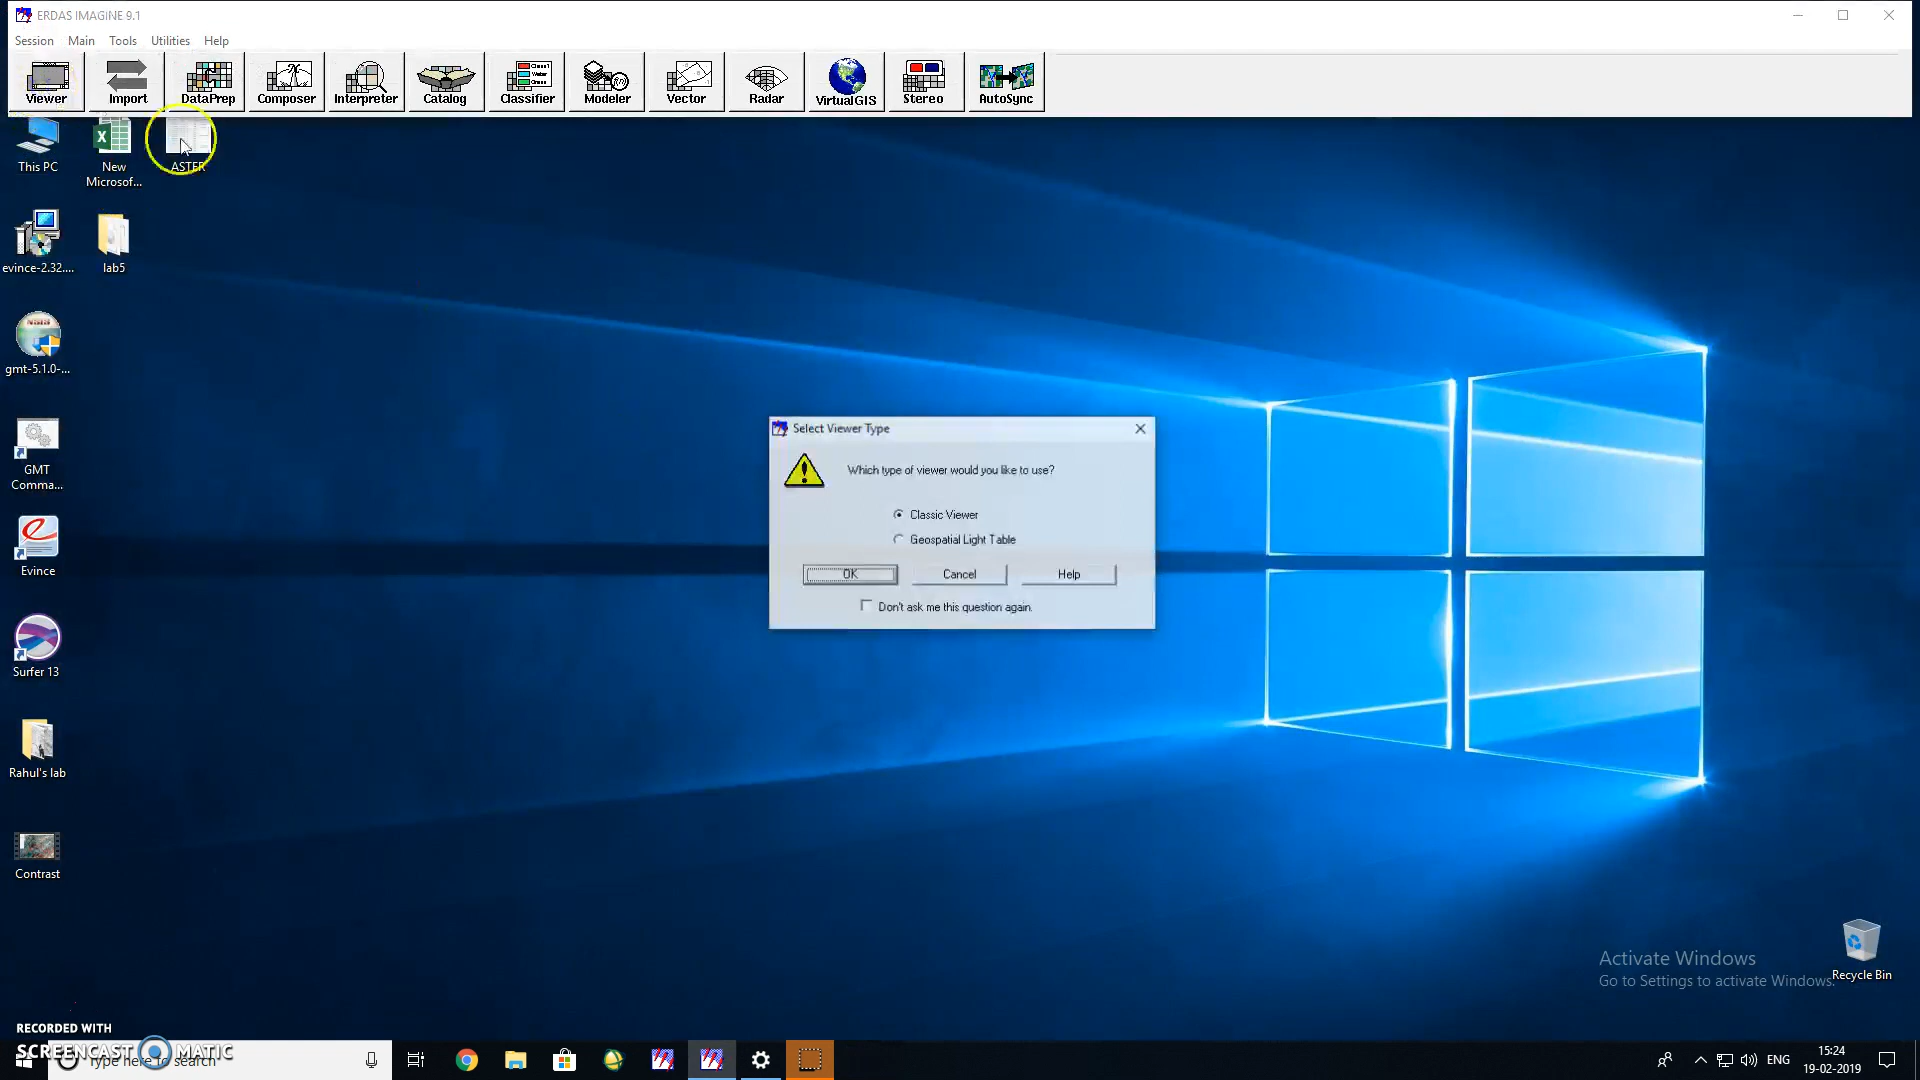 ERDAS IMAGINE 9.1
Session Main Tools Utilities Help
Viewer Import DataPrep Composer Interpreter Catalog Classifier Modeler Vector Radar VirtualGIS Stereo AutoSync
This PC
New
Microsof...
ASTER
evince-2.32....
lab5
gmt-5.1.0-...
GMT
Comma...
Evince
Surfer 13
Rahul's lab
Contrast
Select Viewer Type
Which type of viewer would you like to use?
Classic Viewer
Geospatial Light Table
OK Cancel Help
Don't ask me this question again.
Activate Windows
Go to Settings to activate Windows.
Recycle Bin
RECORDED WITH
SCREENCAST MATIC
Type here to search
ENG
15:24
19-02-2019